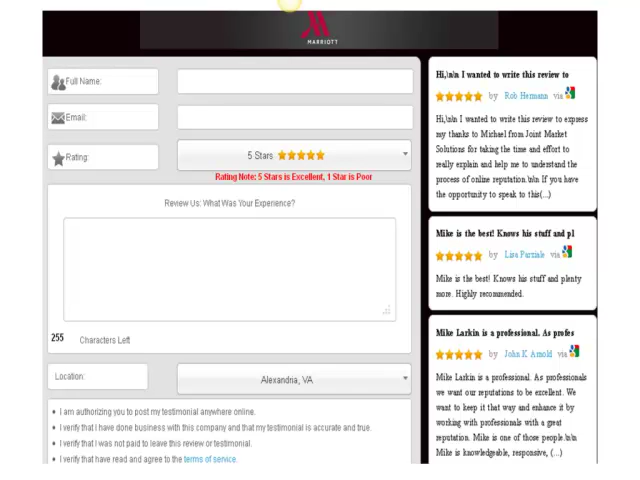 MARRIOTT
Full Name:
Email:
Rating:
5 Stars
Rating Note: 5 Stars is Excellent, 1 Star is Poor
Review Us: What Was Your Experience?
255 Characters Left
Location:
Alexandria, VA
I am authorizing you to post my testimonial anywhere online.
I verify that I have done business with this company and that my testimonial is accurate and true.
I verify that I was not paid to leave this review or testimonial.
I verify that have read and agree to the terms of service.
Hi,\n\n I wanted to write this review to
by Rob Hermann via
Hi,\n\n I wanted to write this review to express
my thanks to Michael from Joint Market
Solutions for taking the time and effort to
really explain and help me to understand the
process of online reputation.\n\n If you have
the opportunity to speak to this(...)
Mike is the best! Knows his stuff and pl
by Lisa Parziale via
Mike is the best! Knows his stuff and plenty
more. Highly recommended.
Mike Larkin is a professional. As profes
by John K Arnold via
Mike Larkin is a professional. As professionals
we want our reputations to be excellent. We
want to keep it that way and enhance it by
working with professionals with a great
reputation. Mike is one of those people.\n\n
Mike is knowledgeable, responsive, (...)